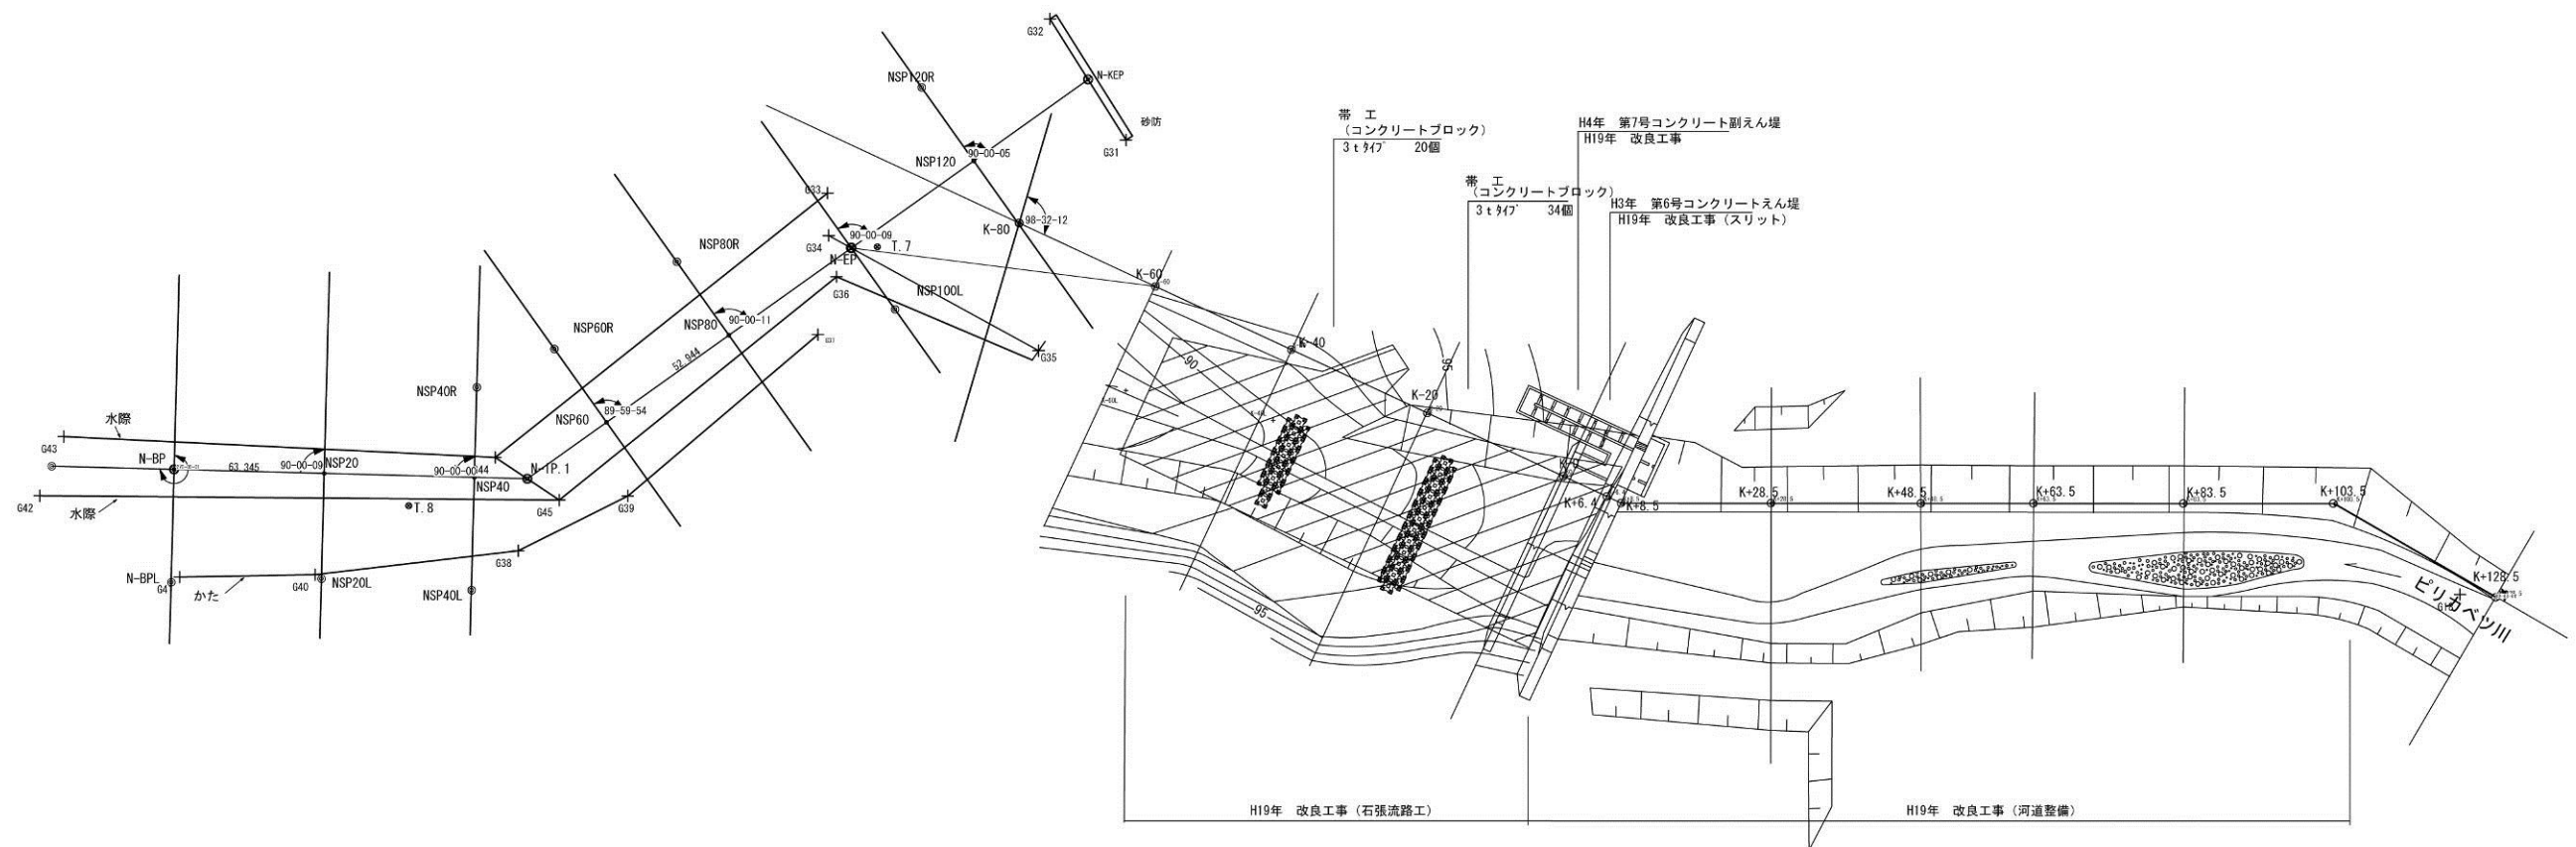 G32
N-KEP
砂防
G31
NSP120R
90-00-05
NSP120
98-32-12
K-80
G33
90-00-09
G34
T.7
N-EP
G36
NSP100L
G35
NSP80R
NSP80
90-00-11
52.944
NSP60R
NSP60
89-59-54
NSP40R
水際
G43
N-BP
63.345
90-00-09
NSP20
N-IP.1
NSP40
G42
水際
T.8
G45
G39
G38
N-BPL
G40
NSP20L
かた
NSP40L
K-60
K-40
K-20
90
95
95
帯 工
(コンクリートブロック)
3tタイプ 20個
帯 工
(コンクリートブロック)
3tタイプ 34個
H4年 第7号コンクリート副えん堤
H19年 改良工事
H3年 第6号コンクリートえん堤
H19年 改良工事(スリット)
K+6.4
K+8.5
K+28.5
K+48.5
K+63.5
K+83.5
K+103.5
K+128.5
ピリカベツ川
H19年 改良工事(石張流路工)
H19年 改良工事(河道整備)